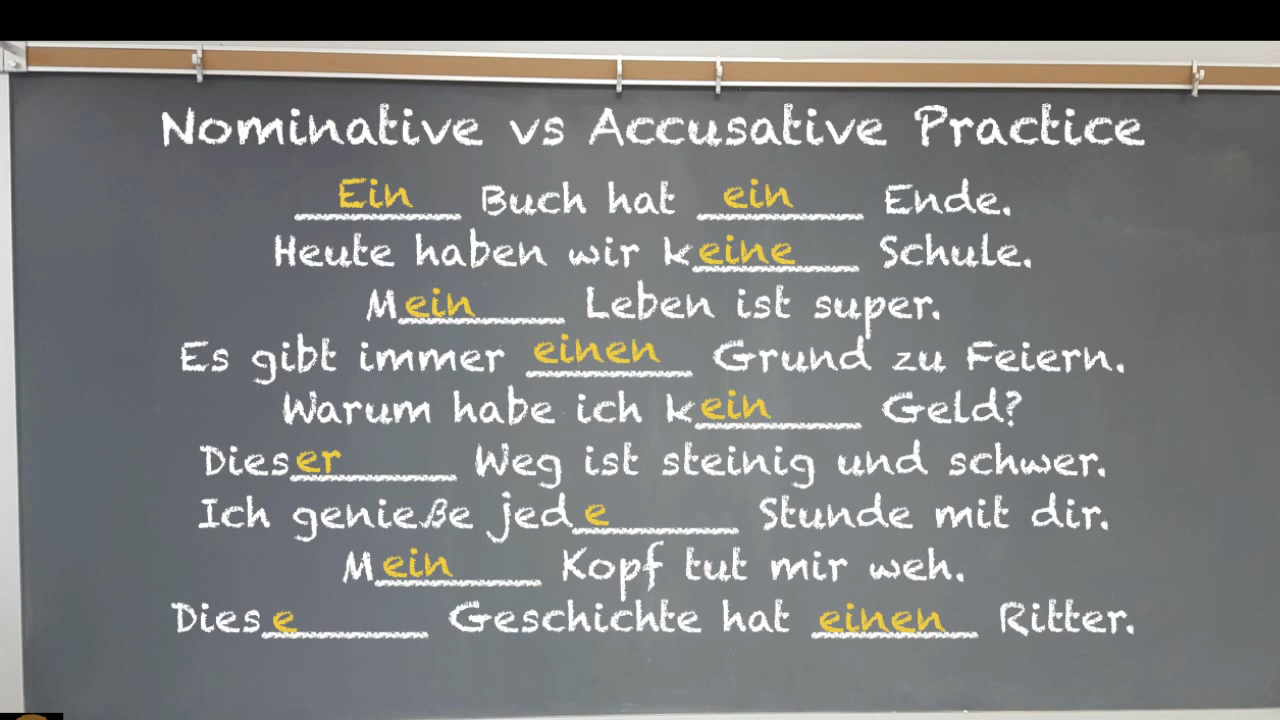 Nominative vs Accusative Practice
Ein Buch hat ein Ende.
Heute haben wir keine Schule.
Mein Leben ist super.
Es gibt immer einen Grund zu Feiern.
Warum habe ich kein Geld?
Dieser Weg ist steinig und schwer.
Ich genieße jede Stunde mit dir.
Mein Kopf tut mir weh.
Diese Geschichte hat einen Ritter.